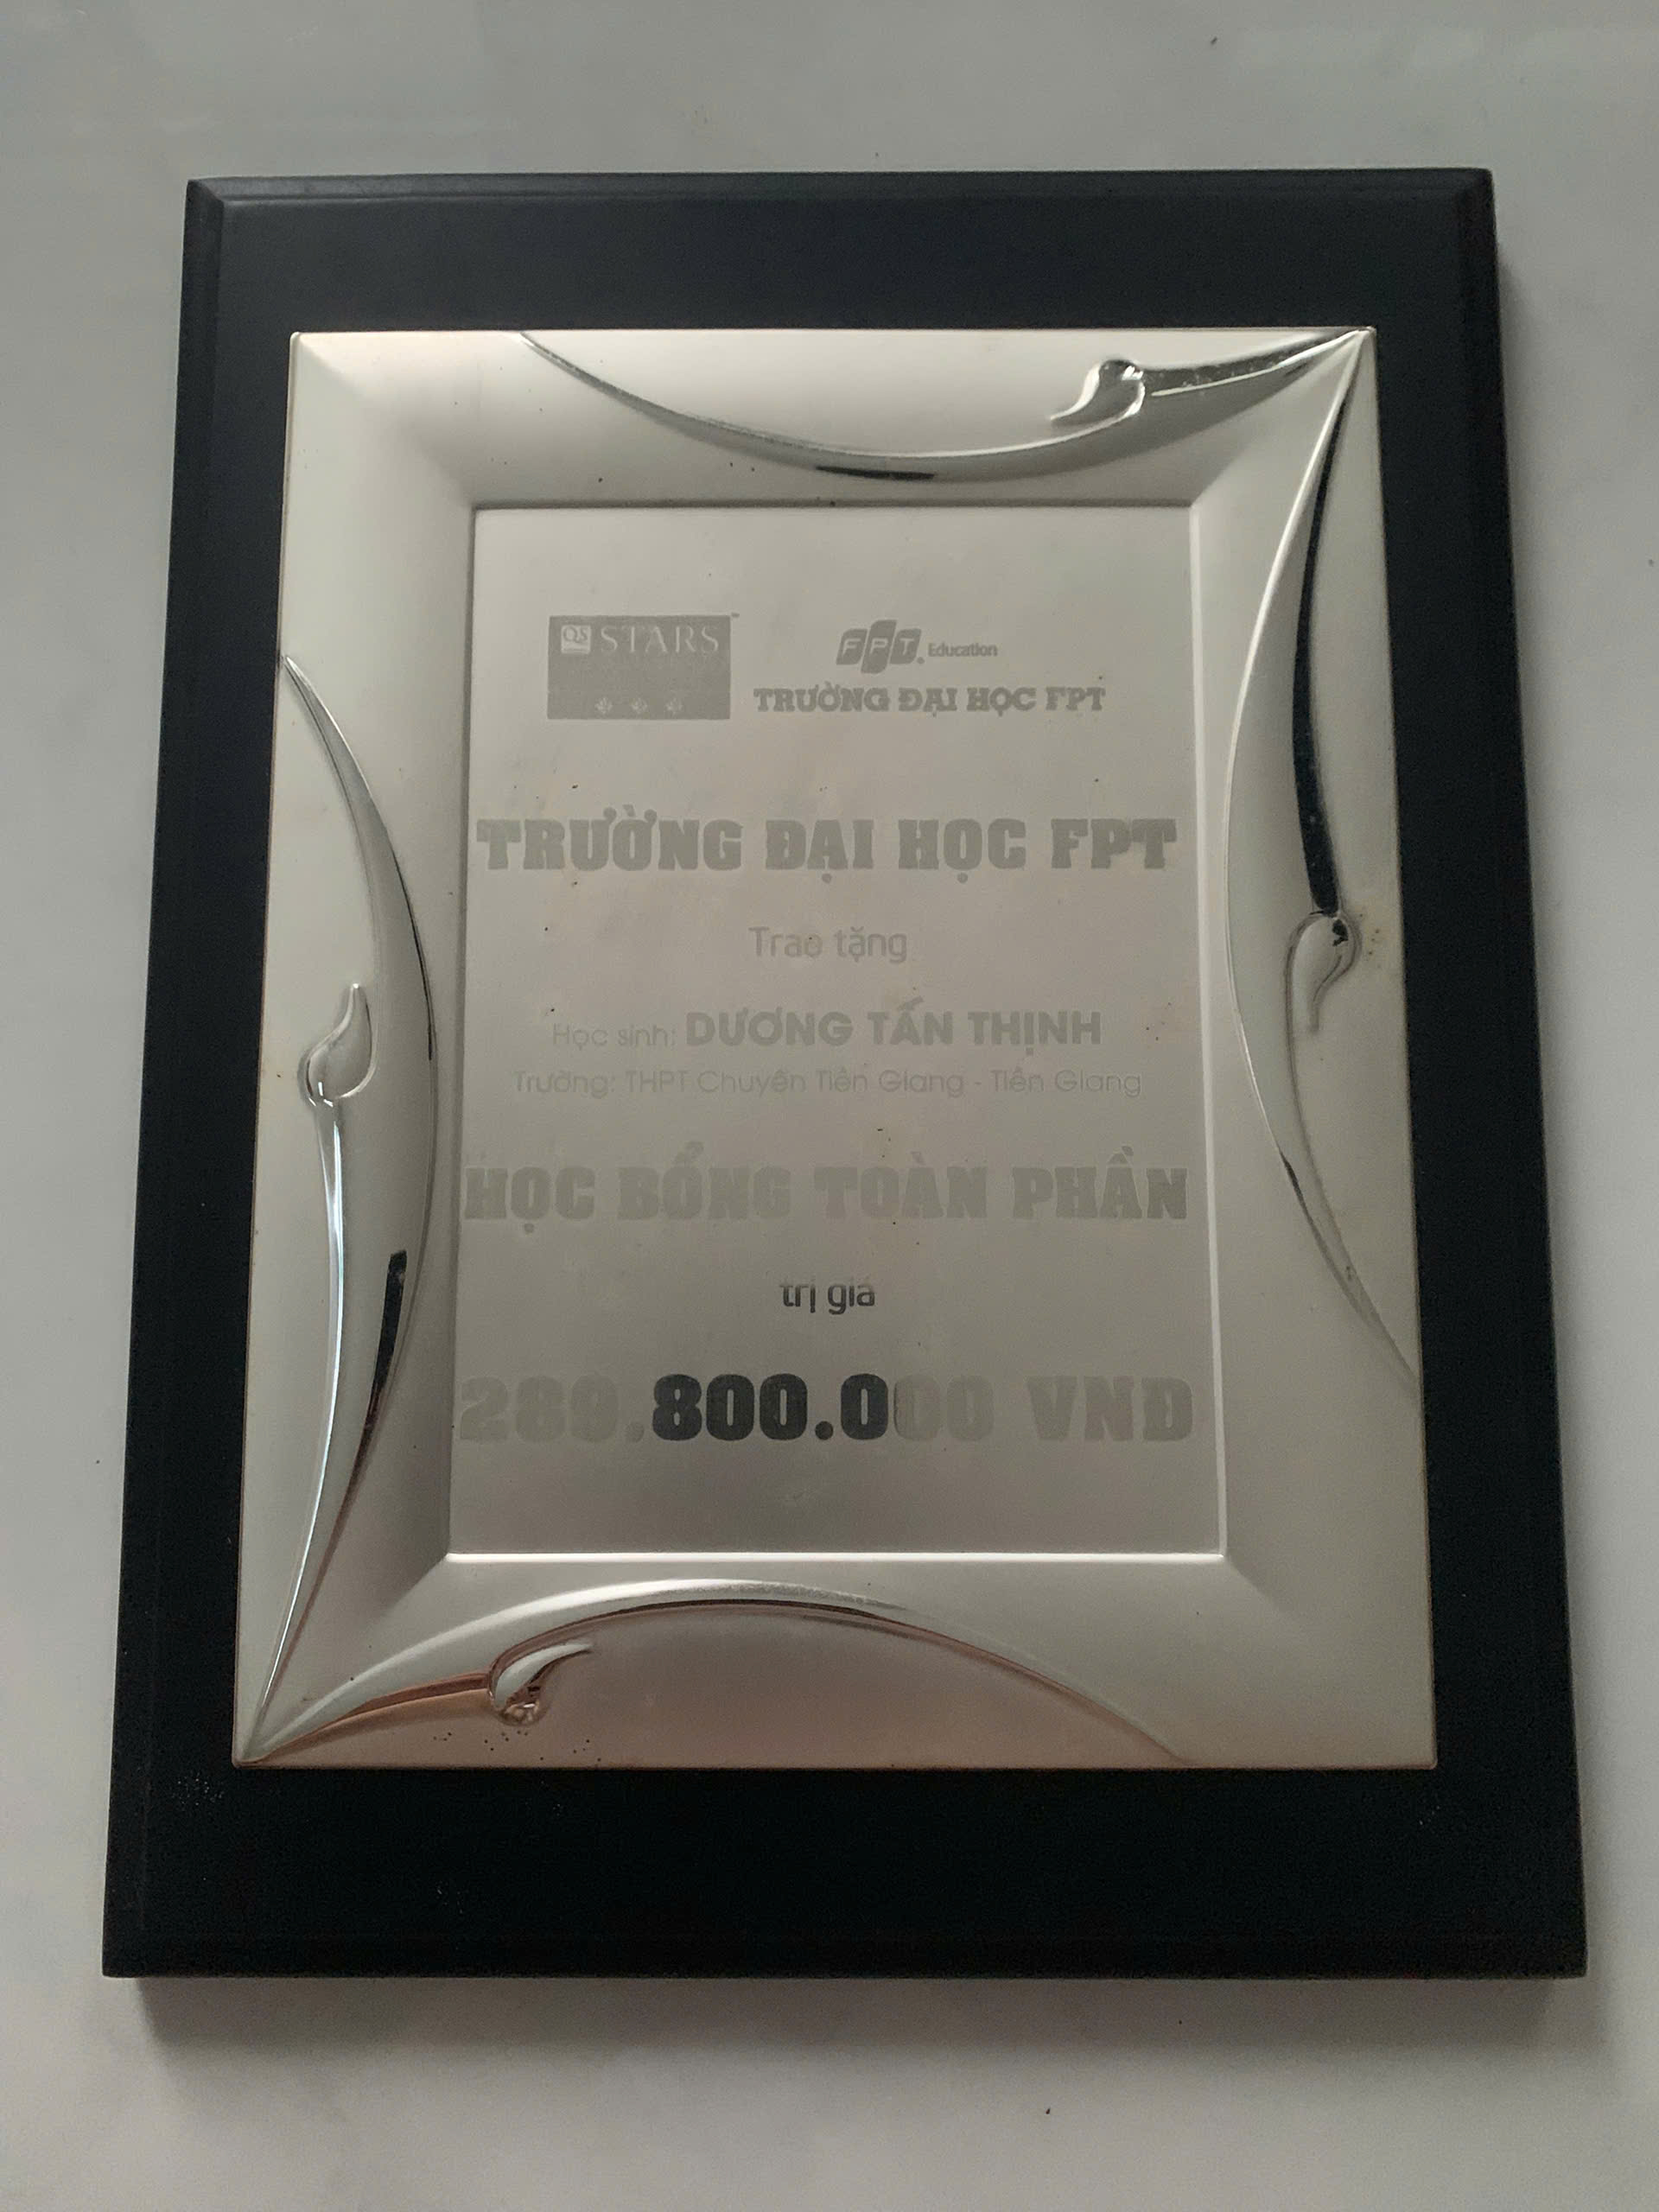 QS STARS™
FPT. Education
TRƯỜNG ĐẠI HỌC FPT
TRƯỜNG ĐẠI HỌC FPT
Trao tặng
Học sinh: DƯƠNG TẤN THỊNH
Trường: THPT Chuyên Tiền Giang - Tiền Giang
HỌC BỔNG TOÀN PHẦN
trị giá
289.800.000 VNĐ